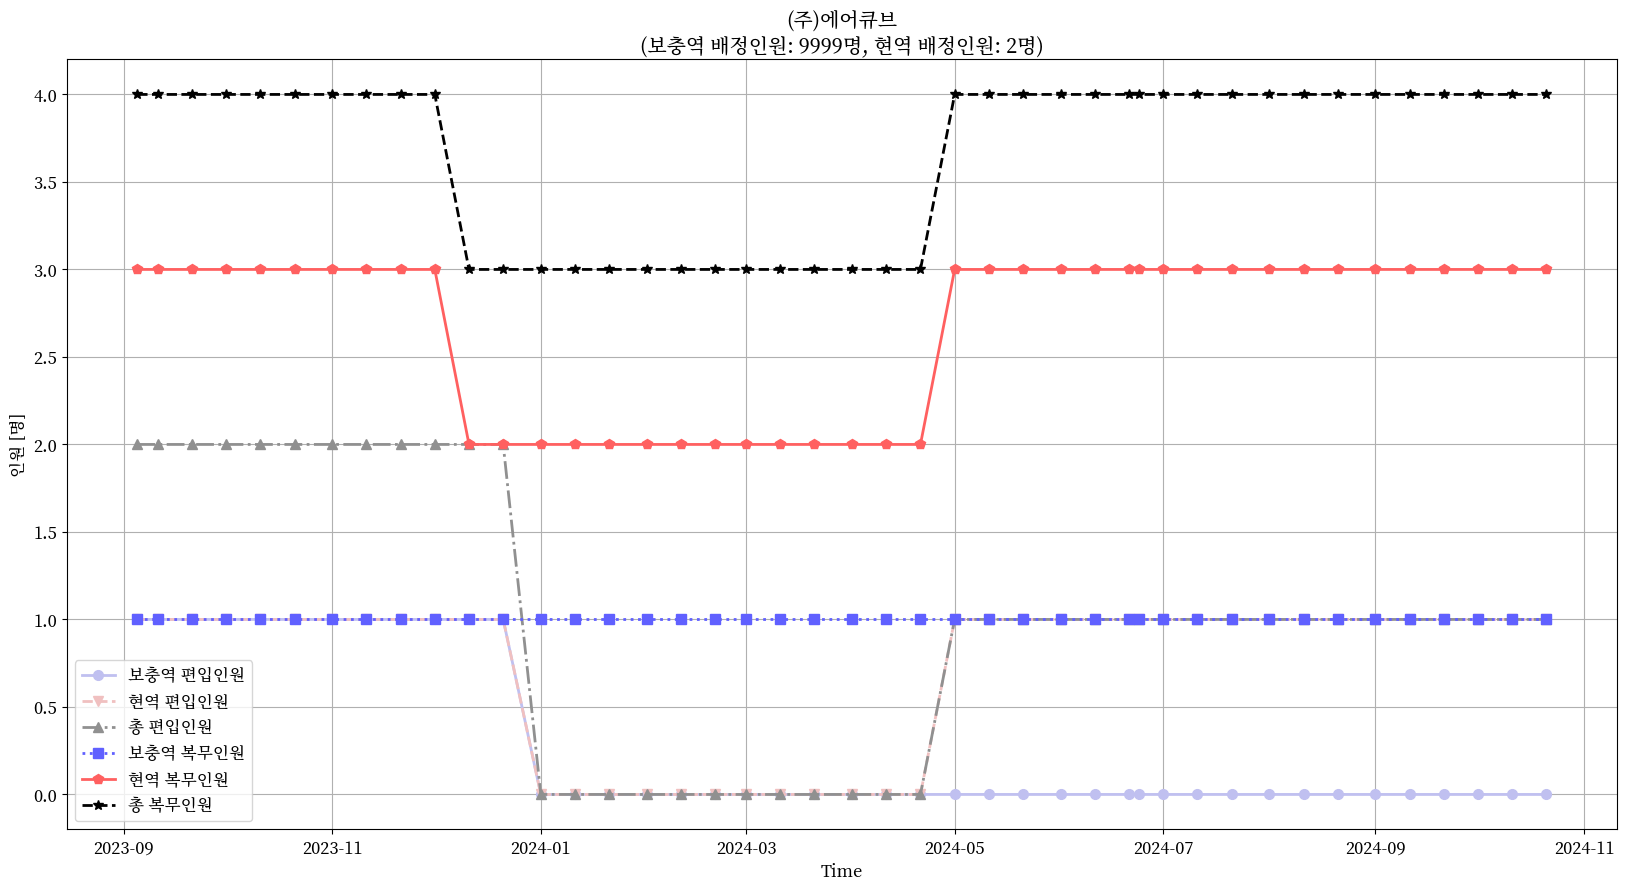 (주)에어큐브
(보충역 배정인원: 9999명, 현역 배정인원: 2명)
인원 [명]
4.0
3.5
3.0
2.5
2.0
1.5
1.0
0.5
0.0
보충역 편입인원
현역 편입인원
총 편입인원
보충역 복무인원
현역 복무인원
총 복무인원
2023-09 2023-11 2024-01 2024-03 2024-05 2024-07 2024-09 2024-11
Time